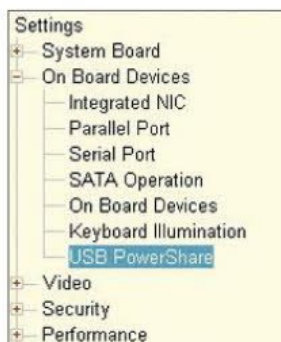 Settings
System Board
On Board Devices
Integrated NIC
Parallel Port
Serial Port
SATA Operation
On Board Devices
Keyboard Illumination
USB PowerShare
Video
Security
Performance